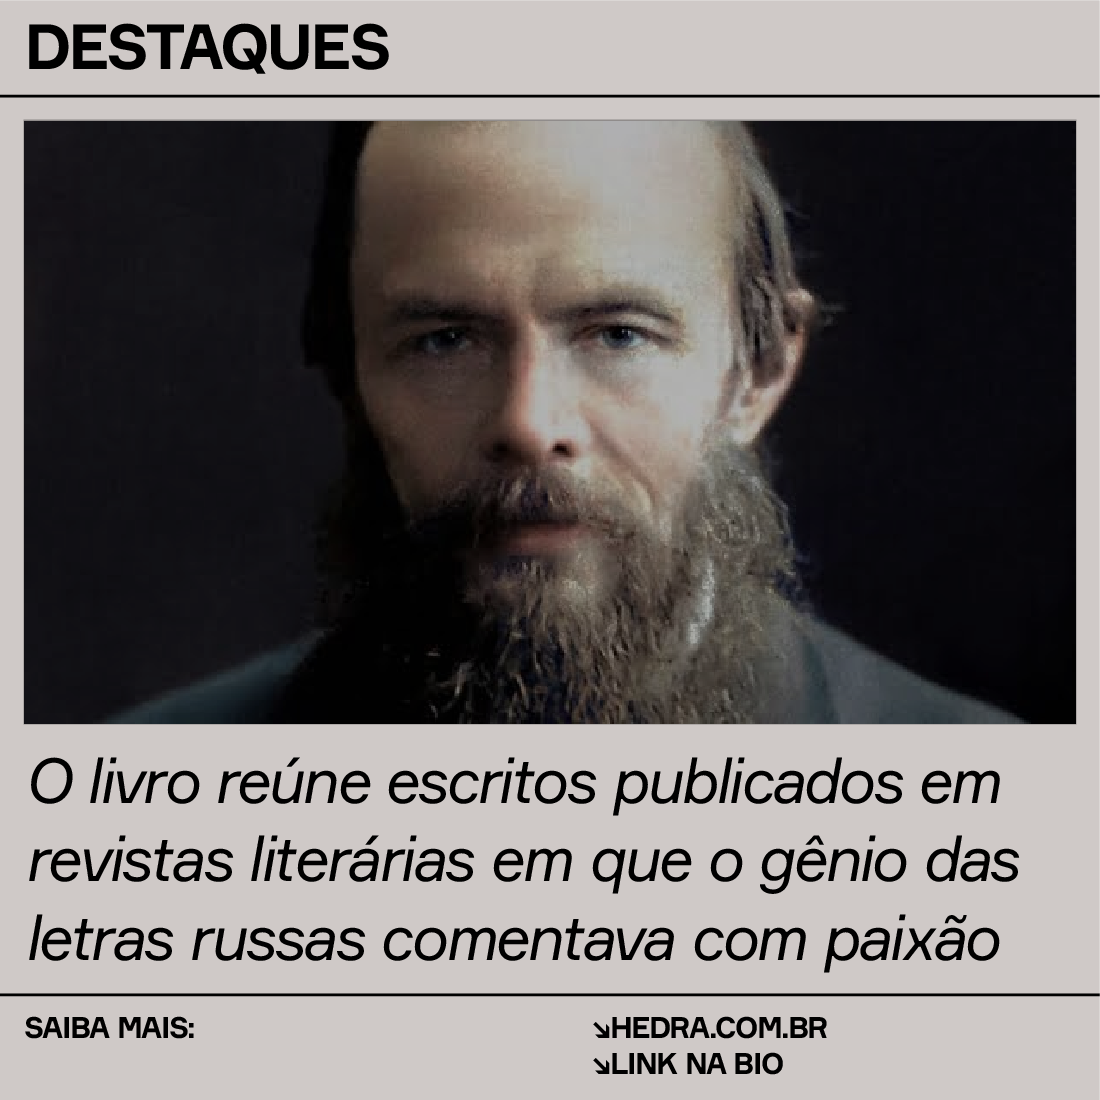 DESTAQUES
O livro reúne escritos publicados em
revistas literárias em que o gênio das
letras russas comentava com paixão
SAIBA MAIS:
↘HEDRA.COM.BR
↘LINK NA BIO